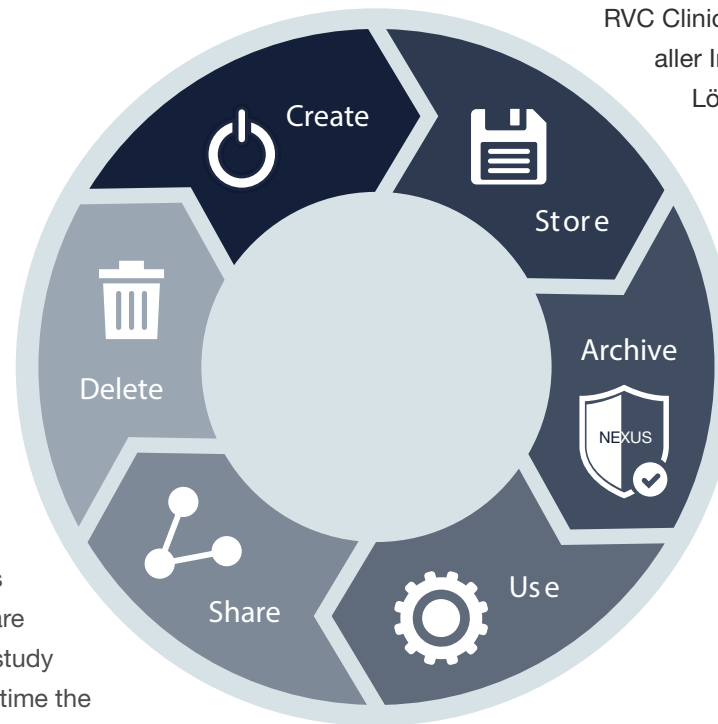 RVC Clinic
aller I
Lö
Create
Store
Archive
NEXUS
Delete
Use
Share
s
are
study
time the